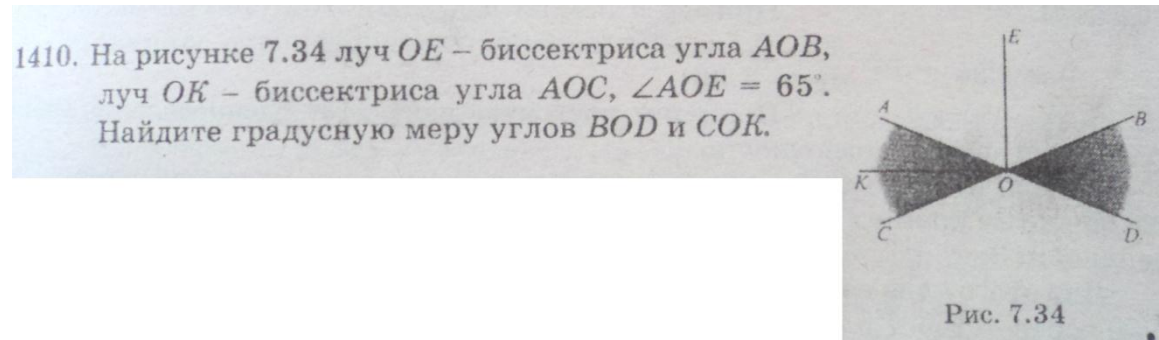 1410. На рисунке 7.34 луч OE – биссектриса угла AOB,
луч OK – биссектриса угла AOC, ∠AOE = 65°.
Найдите градусную меру углов BOD и COK.
E
A
B
K
O
C
D
Рис. 7.34